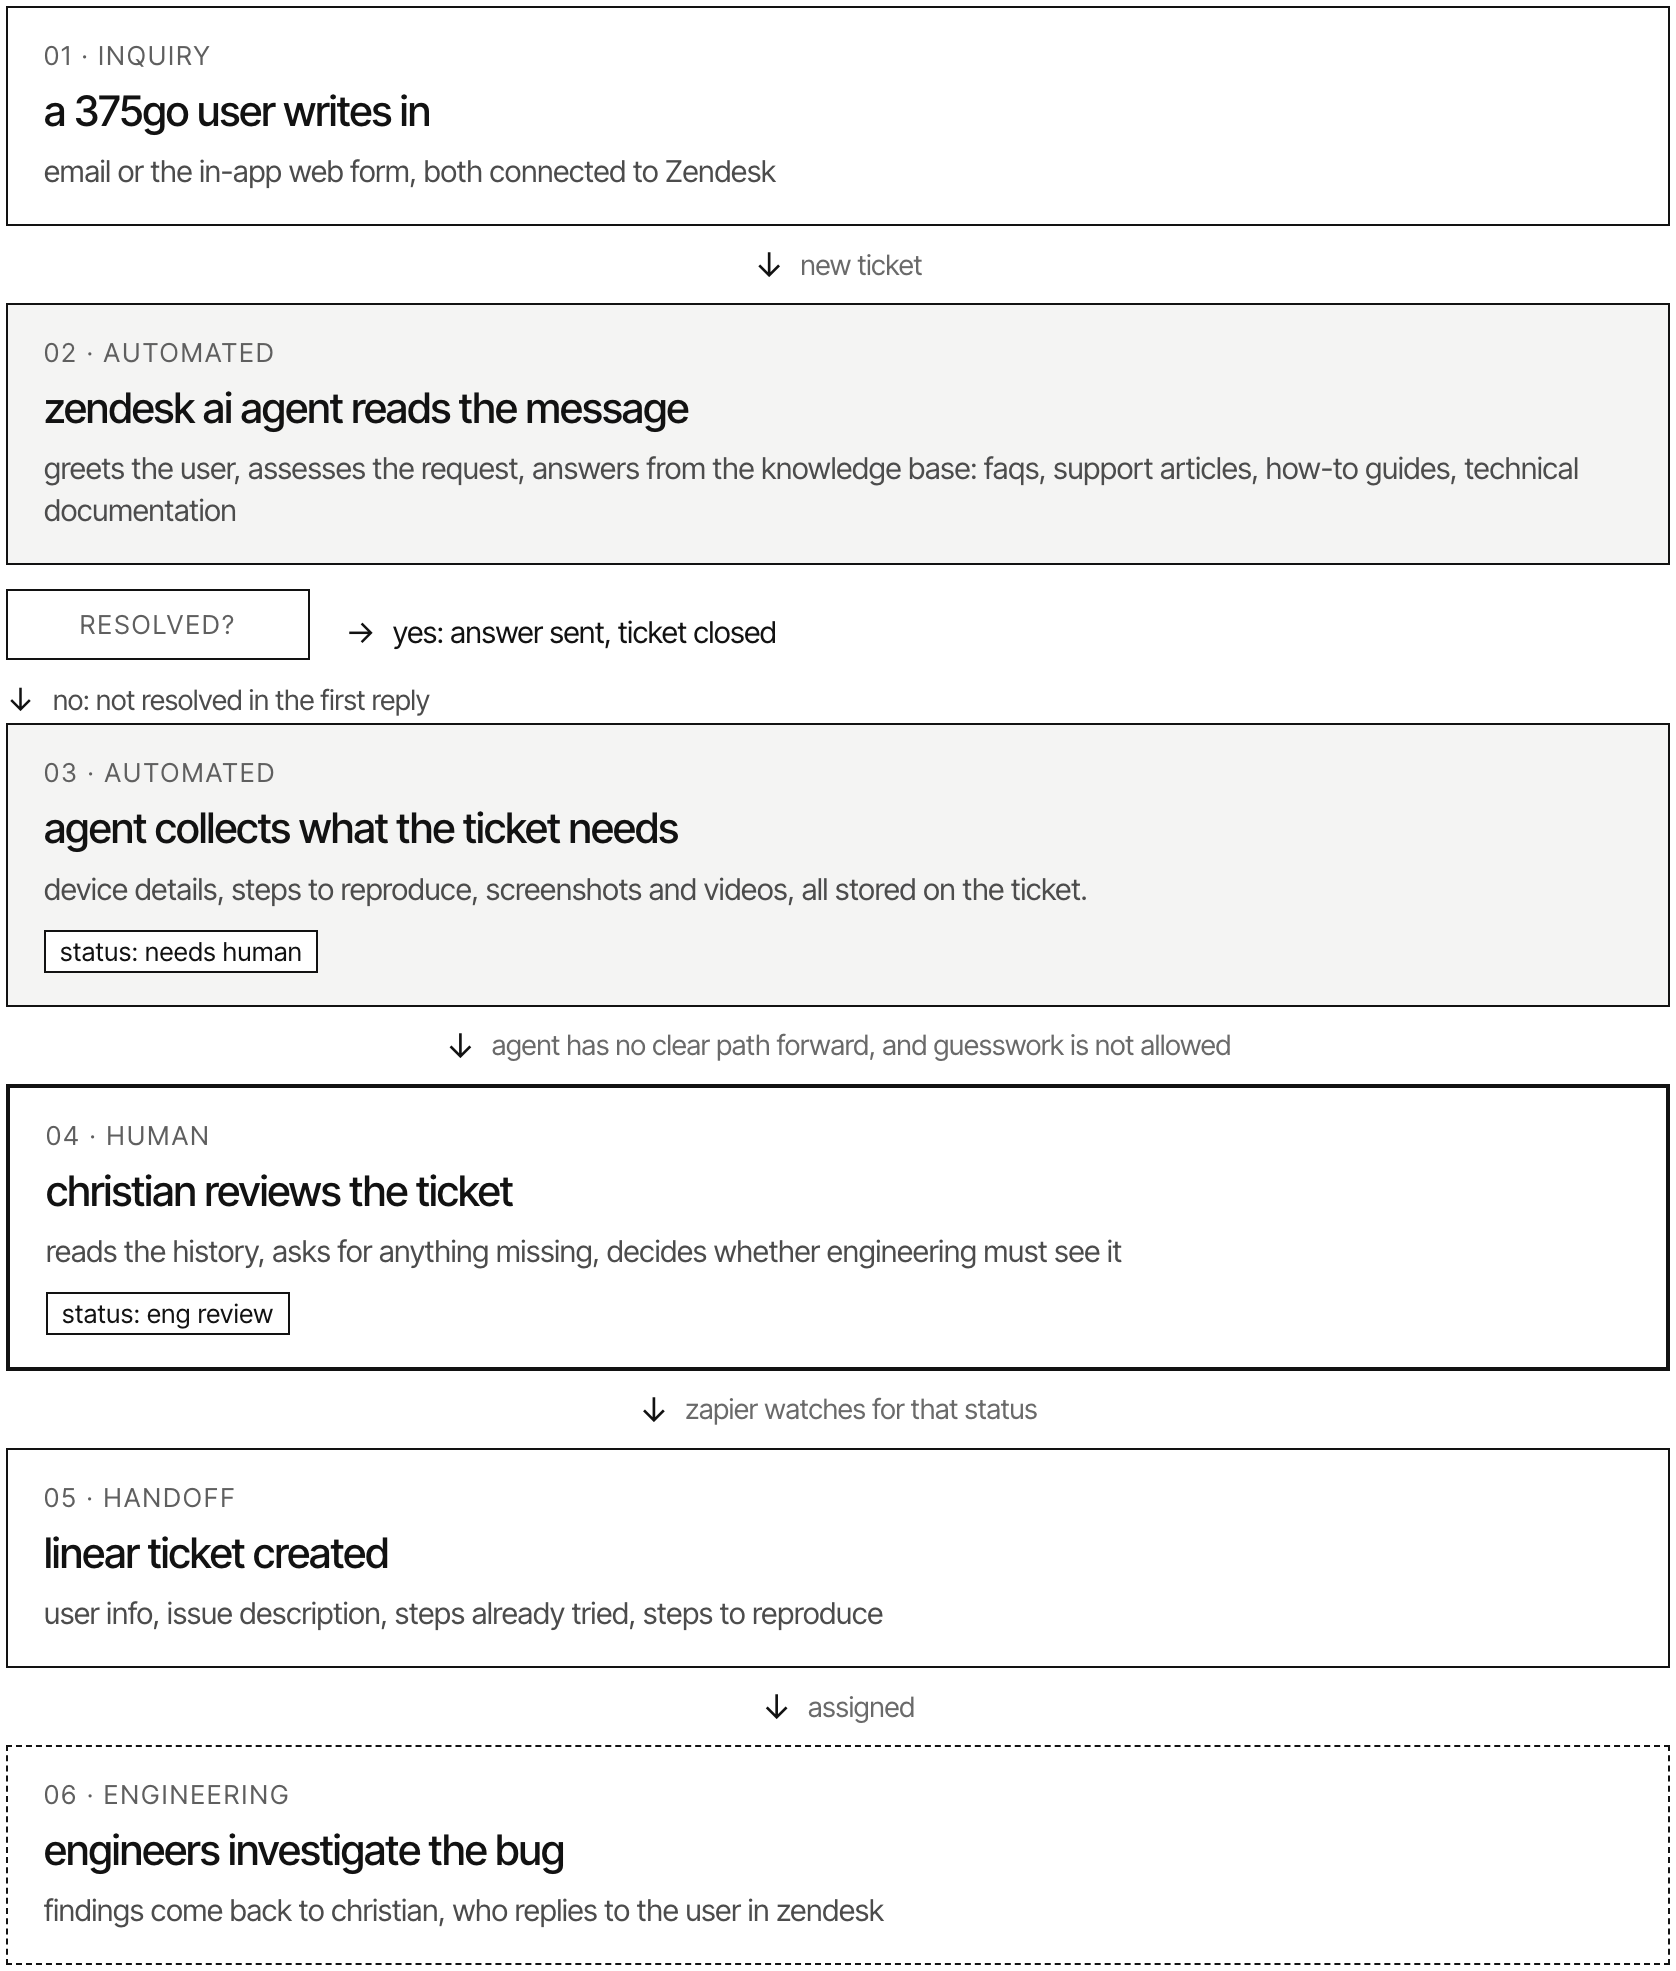 01 · INQUIRY
a 375go user writes in
email or the in-app web form, both connected to Zendesk
↓ new ticket
02 · AUTOMATED
zendesk ai agent reads the message
greets the user, assesses the request, answers from the knowledge base: faqs, support articles, how-to guides, technical
documentation
RESOLVED? → yes: answer sent, ticket closed
↓ no: not resolved in the first reply
03 · AUTOMATED
agent collects what the ticket needs
device details, steps to reproduce, screenshots and videos, all stored on the ticket.
status: needs human
↓ agent has no clear path forward, and guesswork is not allowed
04 · HUMAN
christian reviews the ticket
reads the history, asks for anything missing, decides whether engineering must see it
status: eng review
↓ zapier watches for that status
05 · HANDOFF
linear ticket created
user info, issue description, steps already tried, steps to reproduce
↓ assigned
06 · ENGINEERING
engineers investigate the bug
findings come back to christian, who replies to the user in zendesk